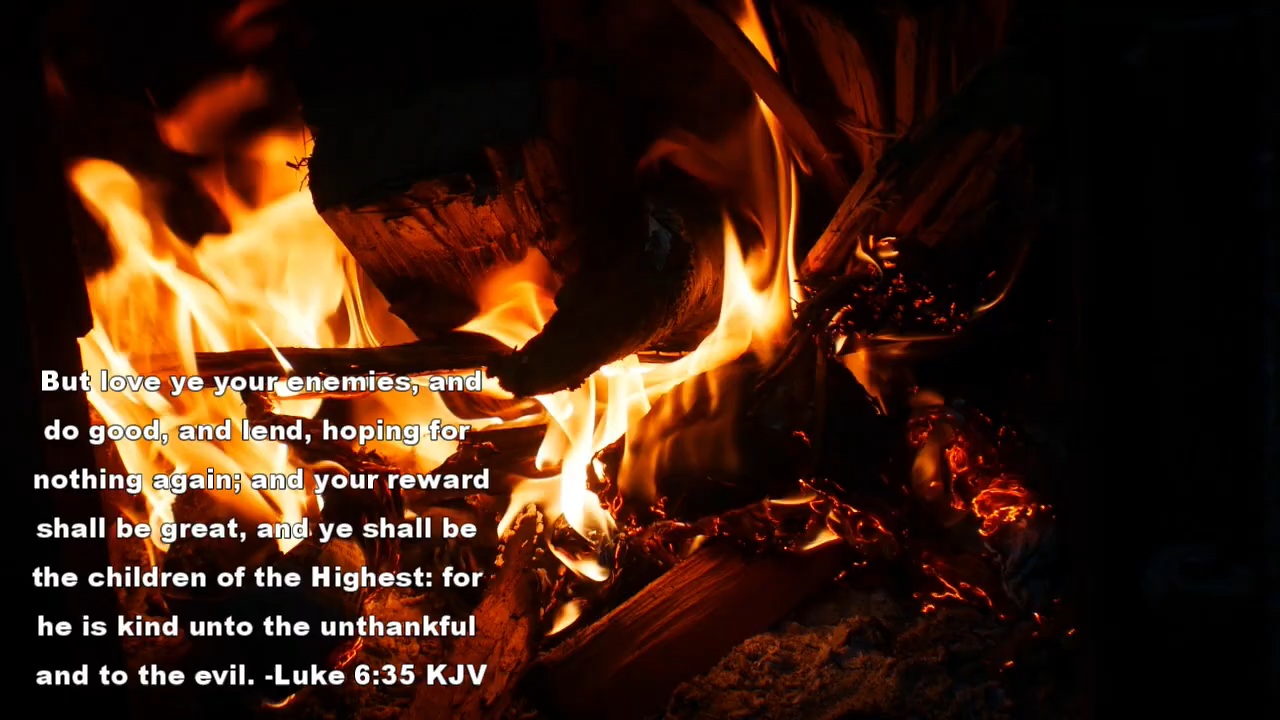 But love ye your enemies, and
do good, and lend, hoping for
nothing again; and your reward
shall be great, and ye shall be
the children of the Highest: for
he is kind unto the unthankful
and to the evil. -Luke 6:35 KJV